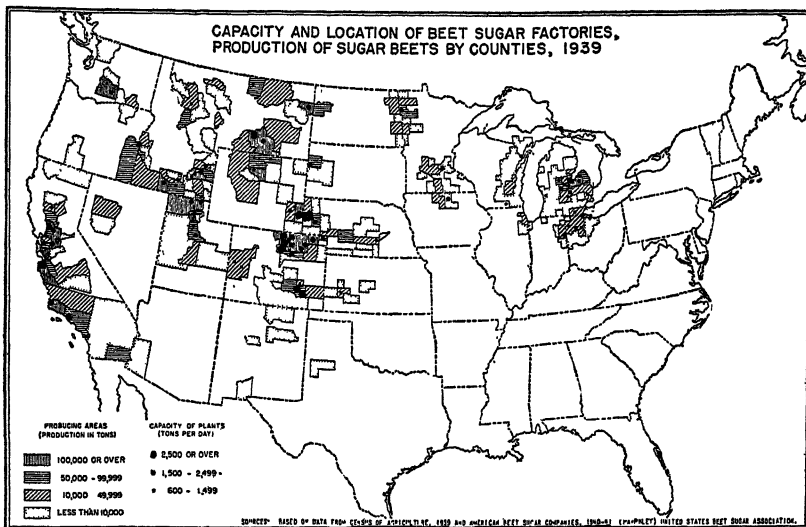 CAPACITY AND LOCATION OF BEET SUGAR FACTORIES,
PRODUCTION OF SUGAR BEETS BY COUNTIES, 1939
PRODUCING AREAS
(PRODUCTION IN TONS)
100,000 OR OVER
50,000 - 99,999
10,000 49,999
LESS THAN 10,000
CAPACITY OF PLANTS
(TONS PER DAY)
2,500 OR OVER
1,500 - 2,499
600 - 1,499
SOURCES: BASED ON DATA FROM CENSUS OF AGRICULTURE, 1939 AND AMERICAN BEET SUGAR COMPANIES, 1940-41 (PAMPHLET) UNITED STATES BEET SUGAR ASSOCIATION.